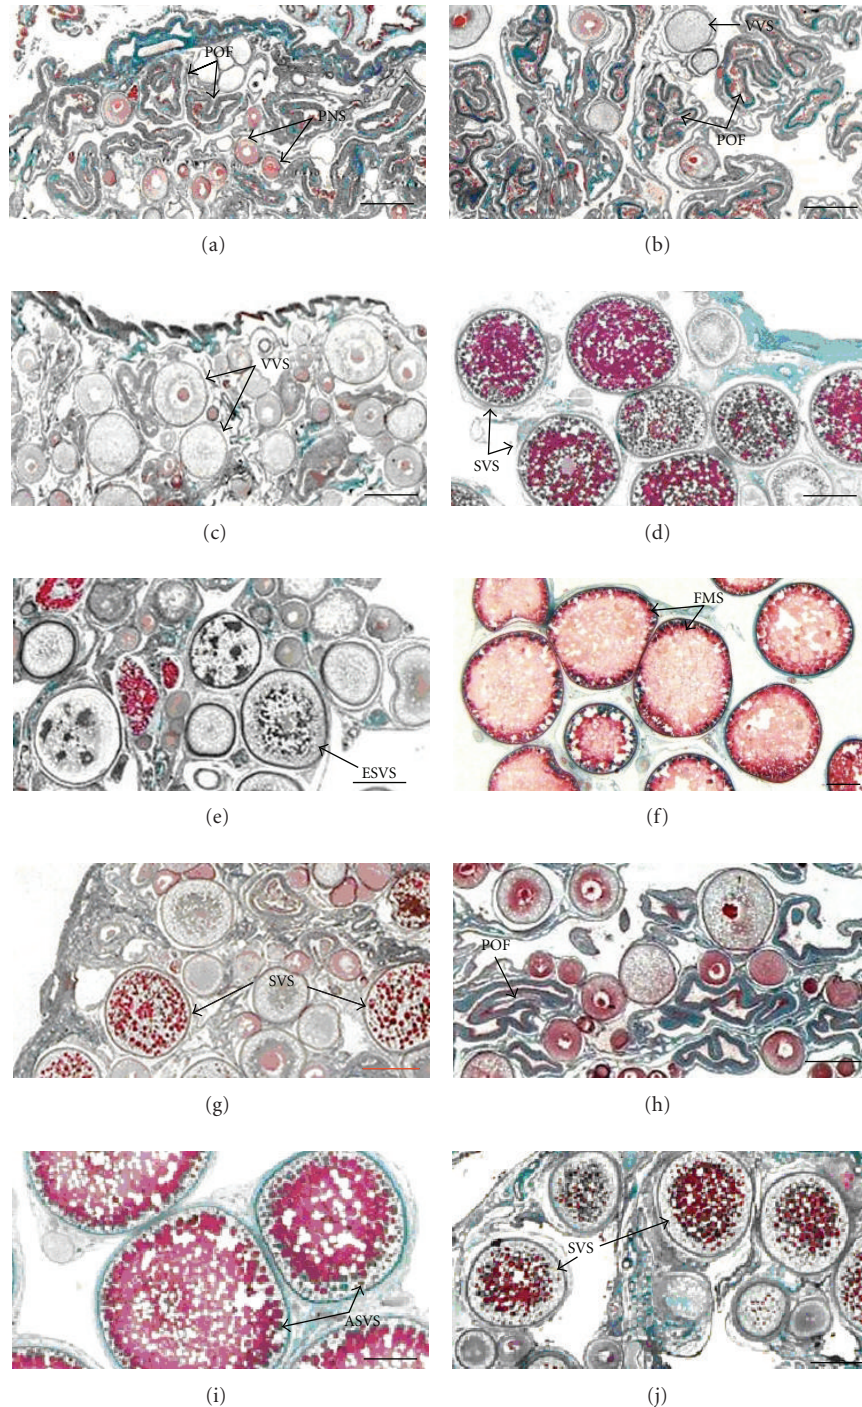 POF
PNS
(a)
VVS
POF
(b)
VVS
(c)
SVS
(d)
ESVS
(e)
FMS
(f)
SVS
(g)
POF
(h)
ASVS
(i)
SVS
(j)